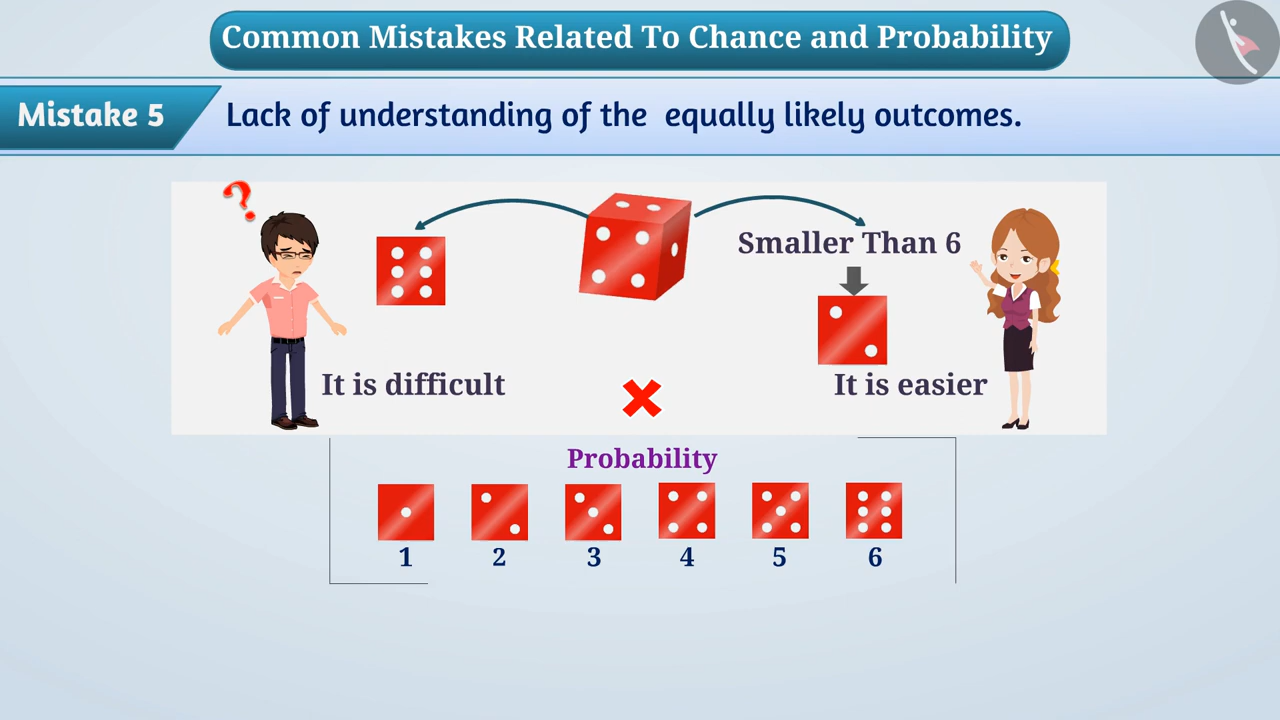 Common Mistakes Related To Chance and Probability
Mistake 5
Lack of understanding of the equally likely outcomes.
?
Smaller Than 6
It is difficult
It is easier
Probability
1 2 3 4 5 6